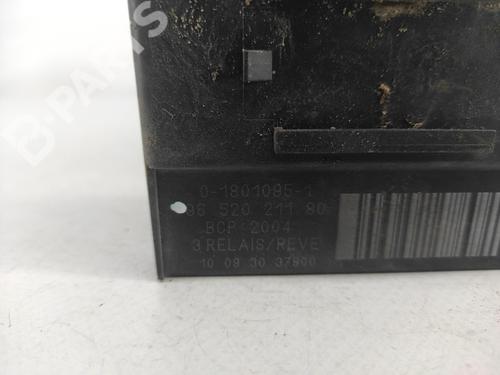 B-PARTS
0-1801095-1
96 520 211 80
BCP 2004
3 RELAIS/REVE
10 09 30 37900